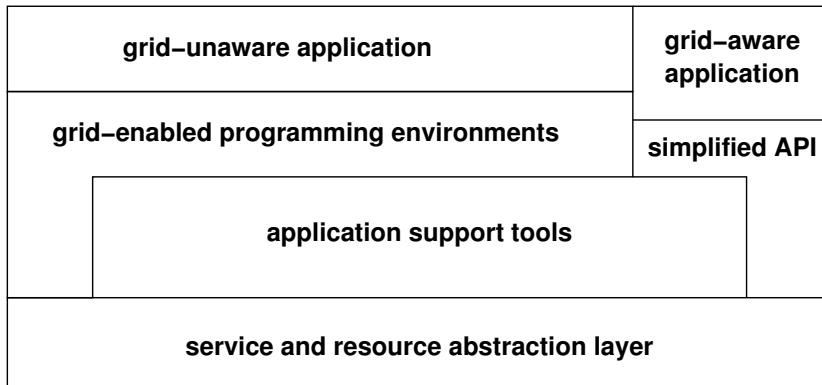 grid−unaware application
grid−aware
application
grid−enabled programming environments
simplified API
application support tools
service and resource abstraction layer